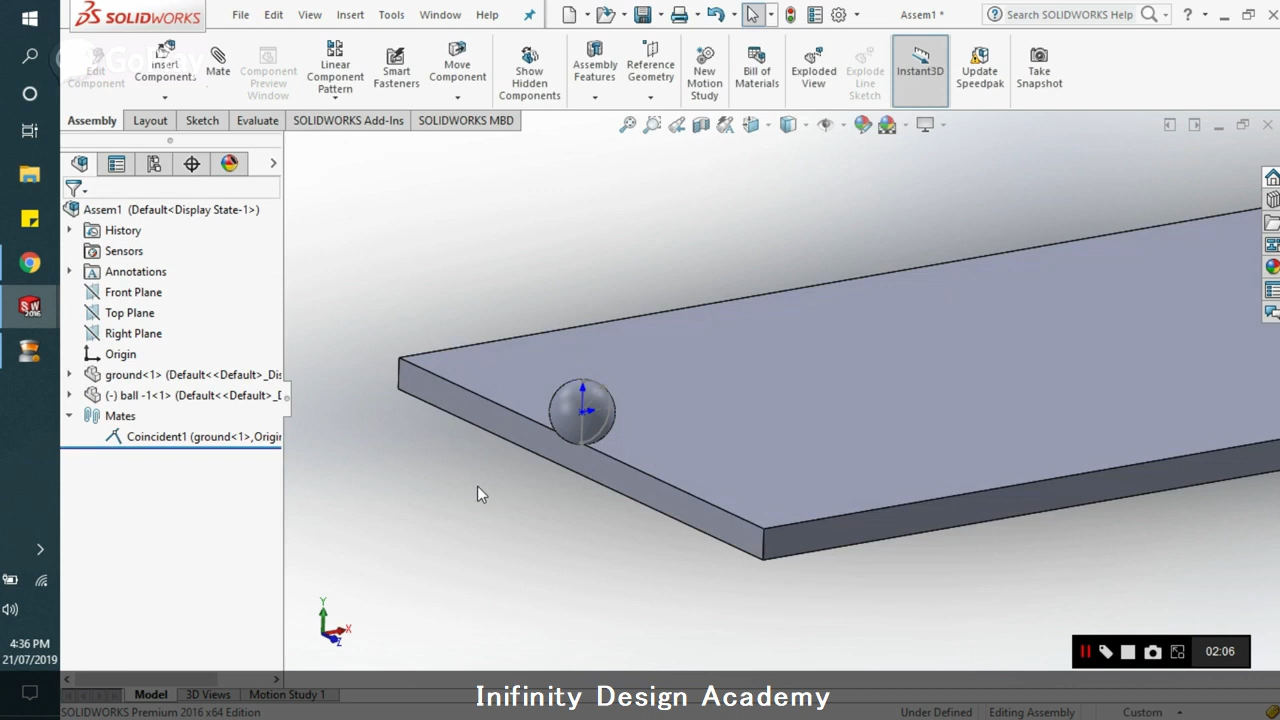 SOLIDWORKS
File Edit View Insert Tools Window Help
Assem1 *
Search SOLIDWORKS Help
?
Edit Component
Insert Components
Mate
Component Preview Window
Linear Component Pattern
Smart Fasteners
Move Component
Show Hidden Components
Assembly Features
Reference Geometry
New Motion Study
Bill of Materials
Exploded View
Explode Line Sketch
Instant3D
Update Speedpak
Take Snapshot
Assembly Layout Sketch Evaluate SOLIDWORKS Add-Ins SOLIDWORKS MBD
Assem1 (Default<Display State-1>)
History
Sensors
Annotations
Front Plane
Top Plane
Right Plane
Origin
ground<1> (Default<<Default>_Dis
(-) ball -1<1> (Default<<Default>_D
Mates
Coincident1 (ground<1>,Origin
Y
X
Z
4:36 PM
21/07/2019
02:06
Model 3D Views Motion Study 1
Inifinity Design Academy
SOLIDWORKS Premium 2016 x64 Edition
Under Defined Editing Assembly Custom